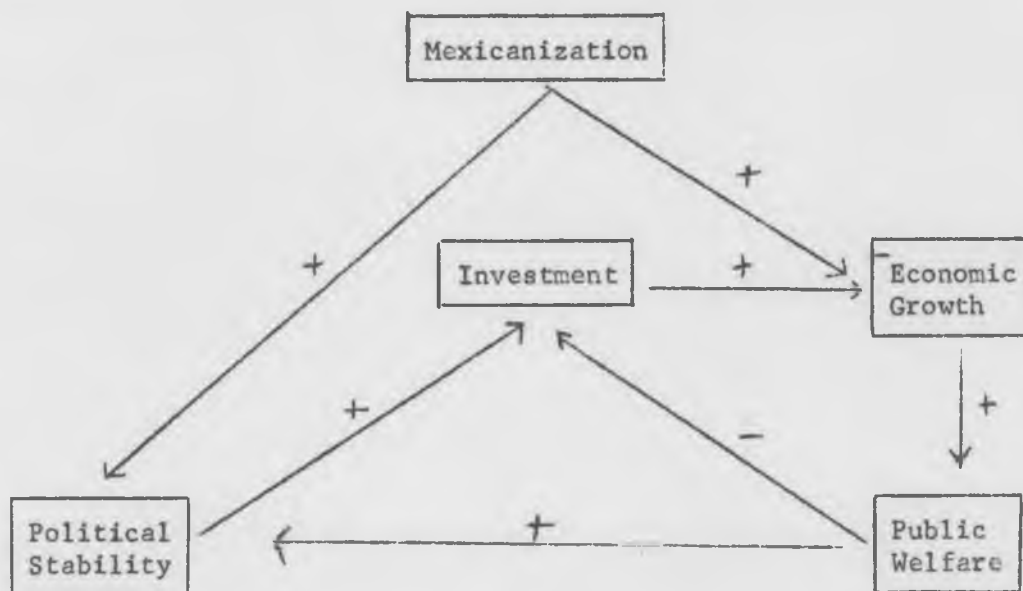 Mexicanization
+
+
Investment
+
Economic
Growth
+
-
+
+
Political
Stability
+
Public
Welfare